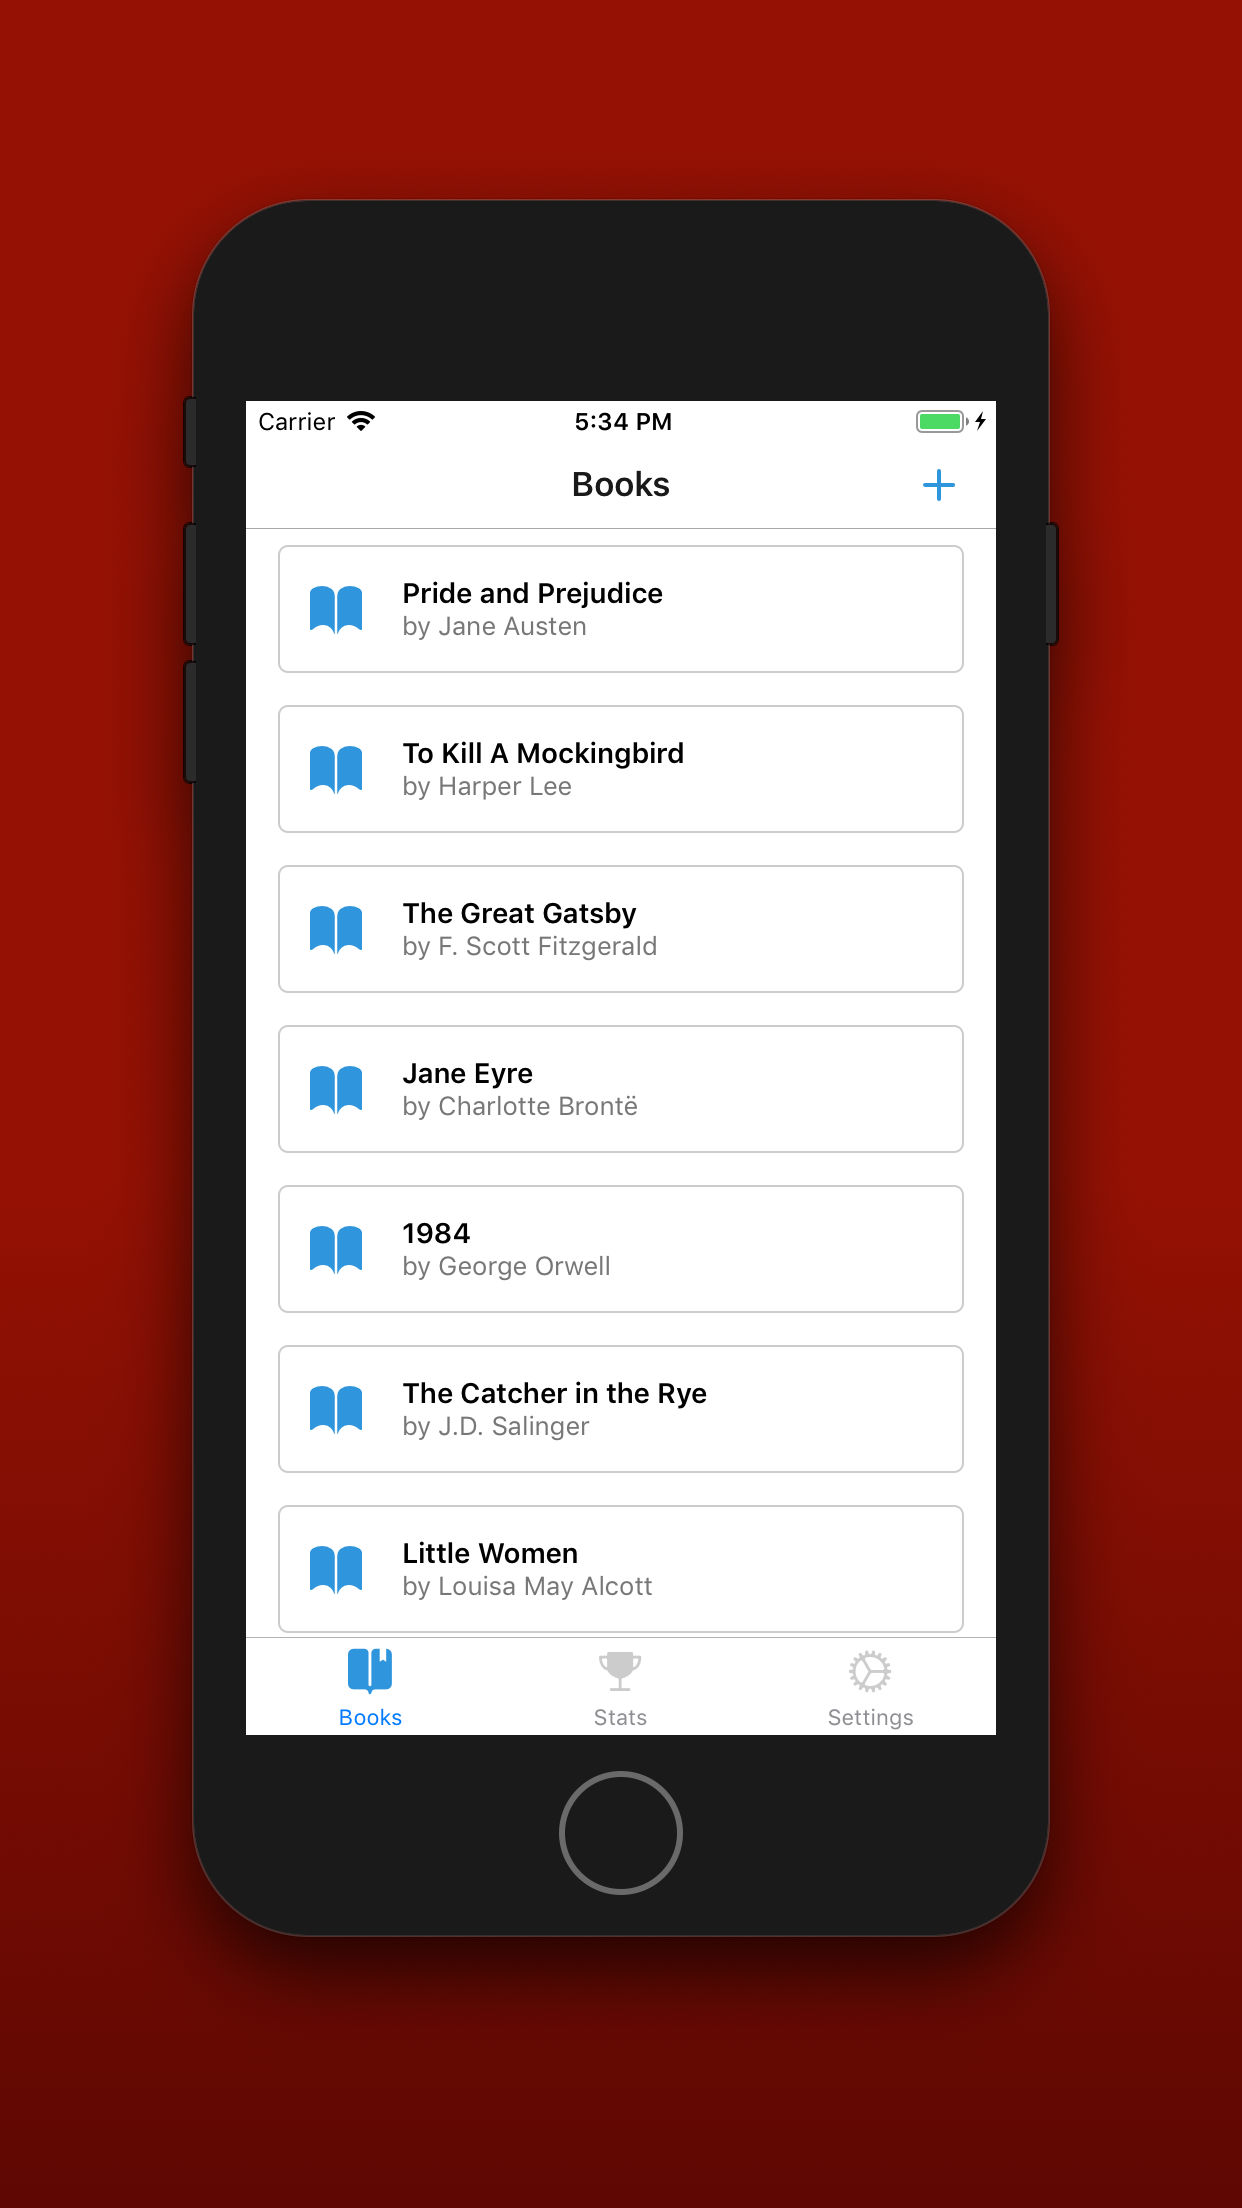 Carrier 5:34 PM
Books
Pride and Prejudice
by Jane Austen
To Kill A Mockingbird
by Harper Lee
The Great Gatsby
by F. Scott Fitzgerald
Jane Eyre
by Charlotte Brontë
1984
by George Orwell
The Catcher in the Rye
by J.D. Salinger
Little Women
by Louisa May Alcott
Books Stats Settings